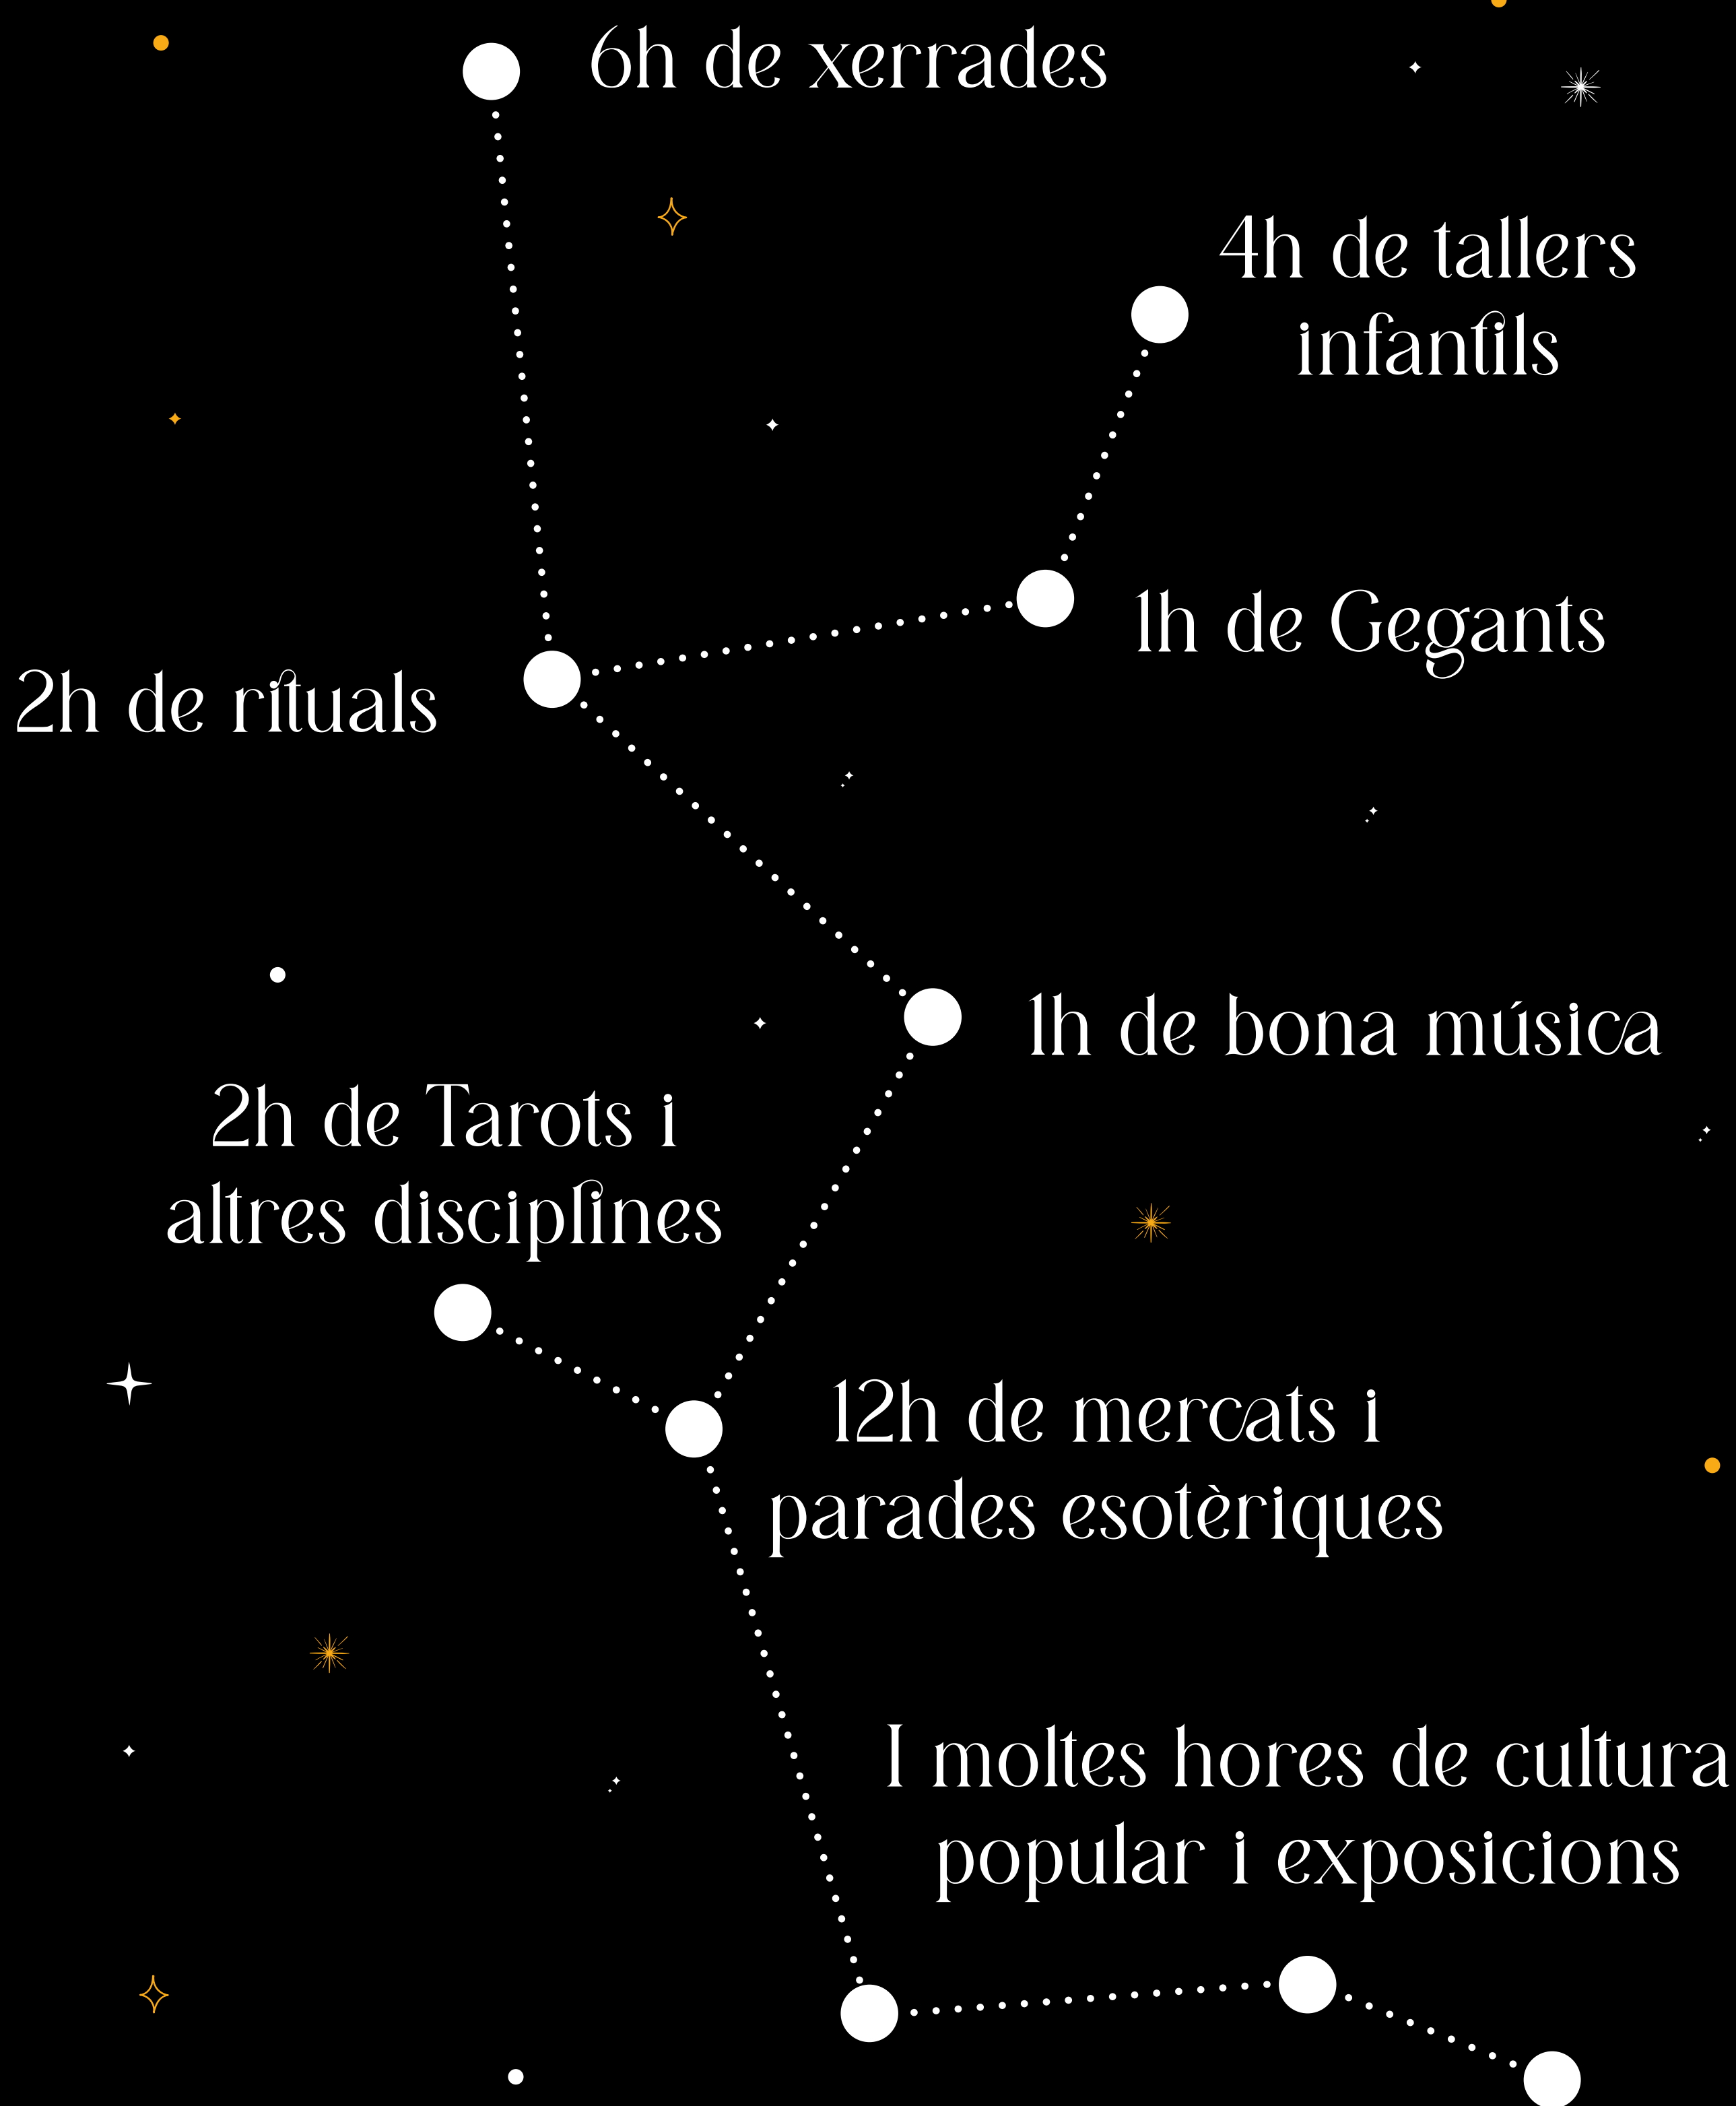 6h de xerrades
4h de tallers
infantils
1h de Gegants
2h de rituals
1h de bona música
2h de Tarots i
altres disciplines
12h de mercats i
parades esotèriques
I moltes hores de cultura
popular i exposicions